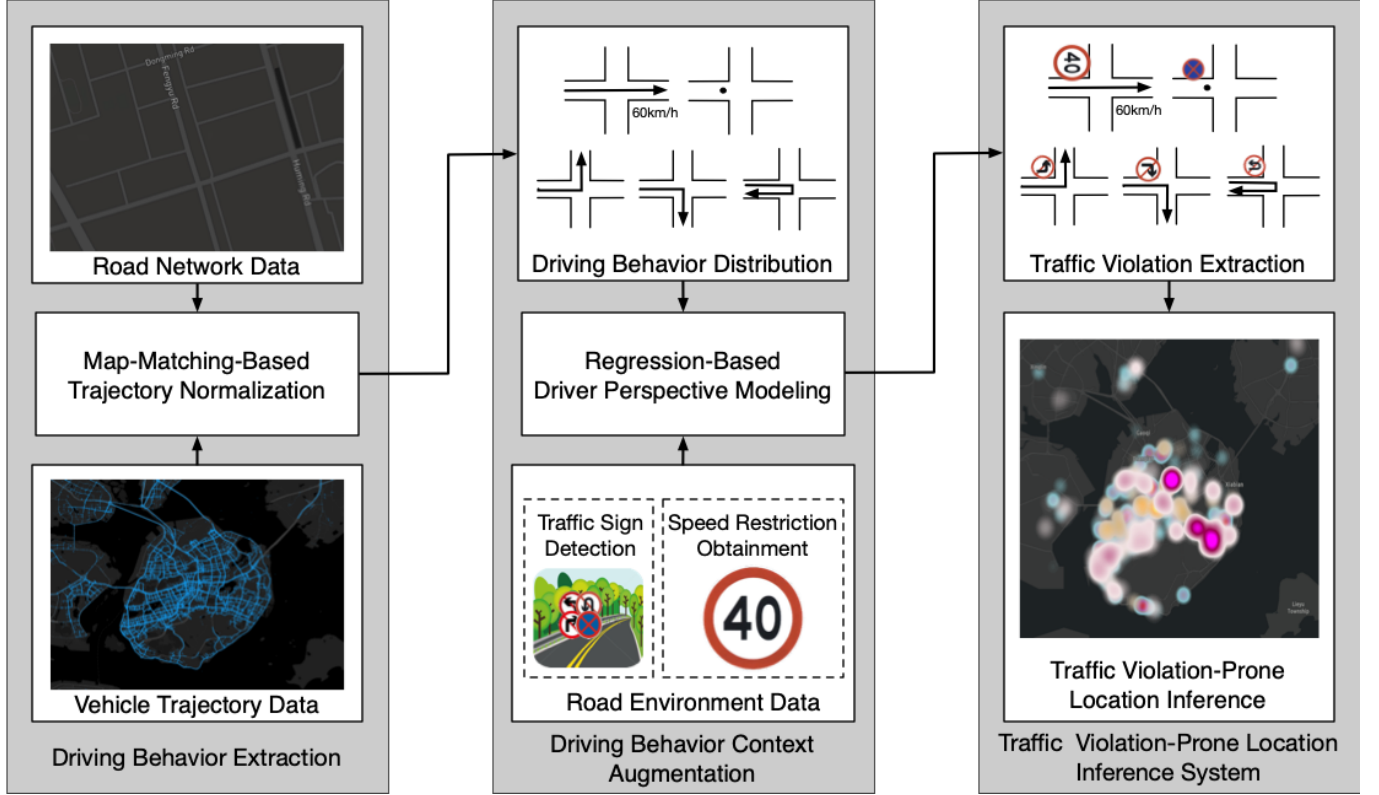 Dongming Rd
Fengyu Rd
Huming Rd
Road Network Data
Map-Matching-Based
Trajectory Normalization
Vehicle Trajectory Data
Driving Behavior Extraction
60km/h
Driving Behavior Distribution
Regression-Based
Driver Perspective Modeling
Traffic Sign
Detection
Speed Restriction
Obtainment
40
Road Environment Data
Driving Behavior Context
Augmentation
40
60km/h
Traffic Violation Extraction
Traffic Violation-Prone
Location Inference
Traffic Violation-Prone Location
Inference System